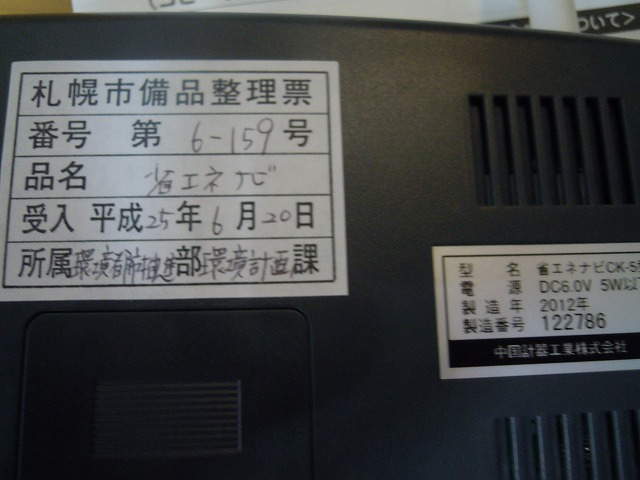 ついて>
札幌市備品整理票
番号 第 6-159 号
品名 省エネナビ
受入 平成25年6月20日
所属 環境都市推進部環境計画課
型 名 省エネナビCK-5
電 源 DC6.0V 5W以下
製 造 年 2012年
製造番号 122786
中国計器工業株式会社